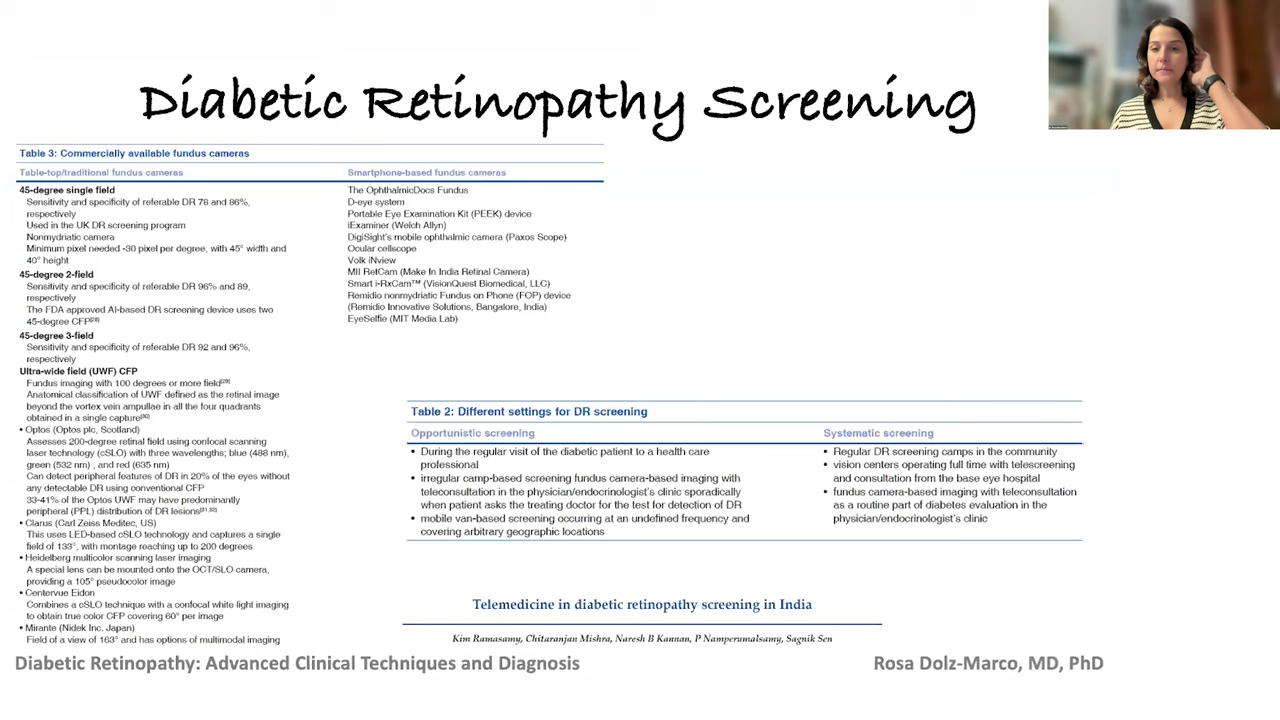 Diabetic Retinopathy Screening
Table 3: Commercially available fundus cameras
Table-top/traditional fundus cameras
45-degree single field
Sensitivity and specificity of referable DR 78 and 86%,
respectively
Used in the UK DR screening program
Nonmydriatic camera
Minimum pixel needed -30 pixel per degree, with 45° width and
40° height
45-degree 2-field
Sensitivity and specificity of referable DR 96% and 89,
respectively
The FDA approved AI-based DR screening device uses two
45-degree CFP[28]
45-degree 3-field
Sensitivity and specificity of referable DR 92 and 96%,
respectively
Ultra-wide field (UWF) CFP
Fundus imaging with 100 degrees or more field[29]
Anatomical classification of UWF defined as the retinal image
beyond the vortex vein ampullae in all the four quadrants
obtained in a single capture[30]
• Optos (Optos plc, Scotland)
Assesses 200-degree retinal field using confocal scanning
laser technology (cSLO) with three wavelengths; blue (488 nm),
green (532 nm) , and red (635 nm)
Can detect peripheral features of DR in 20% of the eyes without
any detectable DR using conventional CFP
33-41% of the Optos UWF may have predominantly
peripheral (PPL) distribution of DR lesions[31,32]
• Clarus (Carl Zeiss Meditec, US)
This uses LED-based cSLO technology and captures a single
field of 133°, with montage reaching up to 200 degrees
• Heidelberg multicolor scanning laser imaging
A special lens can be mounted onto the OCT/SLO camera,
providing a 105° pseudocolor image
• Centervue Eidon
Combines a cSLO technique with a confocal white light imaging
to obtain true color CFP covering 60° per image
• Mirante (Nidek Inc. Japan)
Field of a view of 163° and has options of multimodal imaging
Smartphone-based fundus cameras
The OphthalmicDocs Fundus
D-eye system
Portable Eye Examination Kit (PEEK) device
iExaminer (Welch Allyn)
DigiSight's mobile ophthalmic camera (Paxos Scope)
Ocular cellscope
Volk iNview
MII RetCam (Make In India Retinal Camera)
Smart i-RxCam™ (VisionQuest Biomedical, LLC)
Remidio nonmydriatic Fundus on Phone (FOP) device
(Remidio Innovative Solutions, Bangalore, India)
EyeSelfie (MIT Media Lab)
Table 2: Different settings for DR screening
Opportunistic screening
• During the regular visit of the diabetic patient to a health care
professional
• irregular camp-based screening fundus camera-based imaging with
teleconsultation in the physician/endocrinologist's clinic sporadically
when patient asks the treating doctor for the test for detection of DR
• mobile van-based screening occurring at an undefined frequency and
covering arbitrary geographic locations
Systematic screening
• Regular DR screening camps in the community
• vision centers operating full time with telescreening
and consultation from the base eye hospital
• fundus camera-based imaging with teleconsultation
as a routine part of diabetes evaluation in the
physician/endocrinologist's clinic
Telemedicine in diabetic retinopathy screening in India
Kim Ramasamy, Chitaranjan Mishra, Naresh B Kannan, P Namperumalsamy, Sagnik Sen
Diabetic Retinopathy: Advanced Clinical Techniques and Diagnosis
Rosa Dolz-Marco, MD, PhD